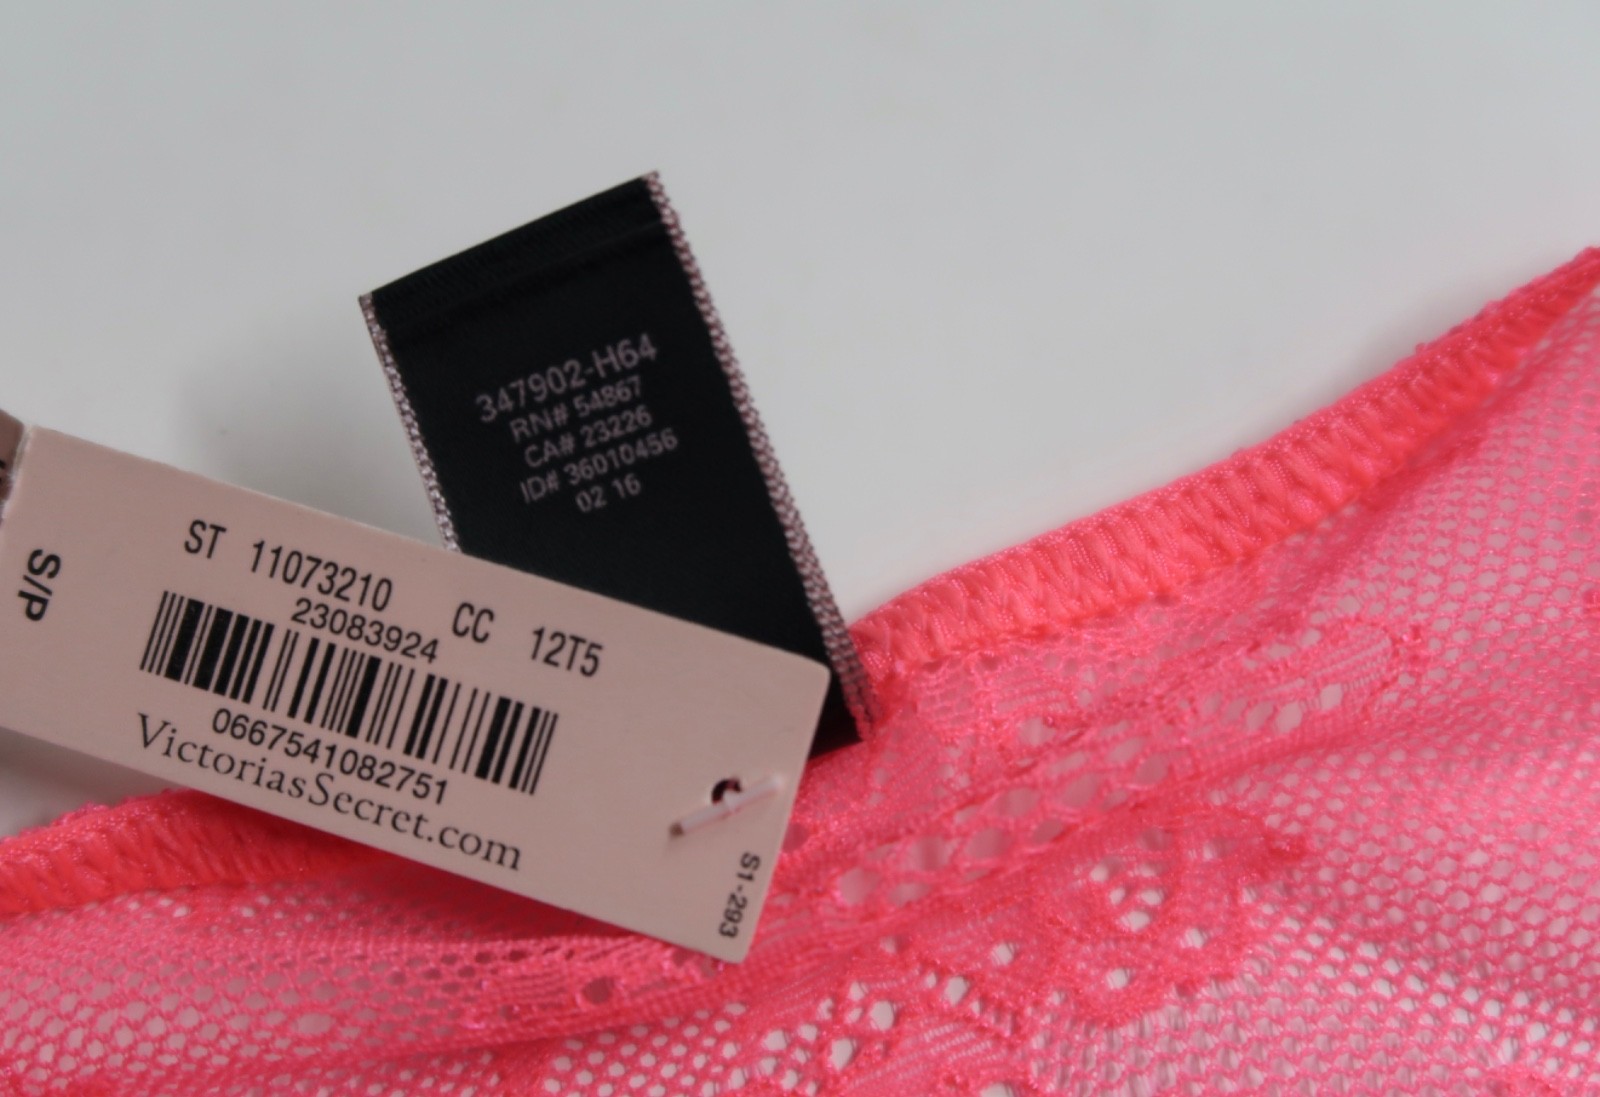 347902-H64
RN# 54867
CA# 23226
ID# 36010456
02 16
S/P
ST 11073210 CC 12T5
23083924
0667541082751
VictoriasSecret.com
S1-293